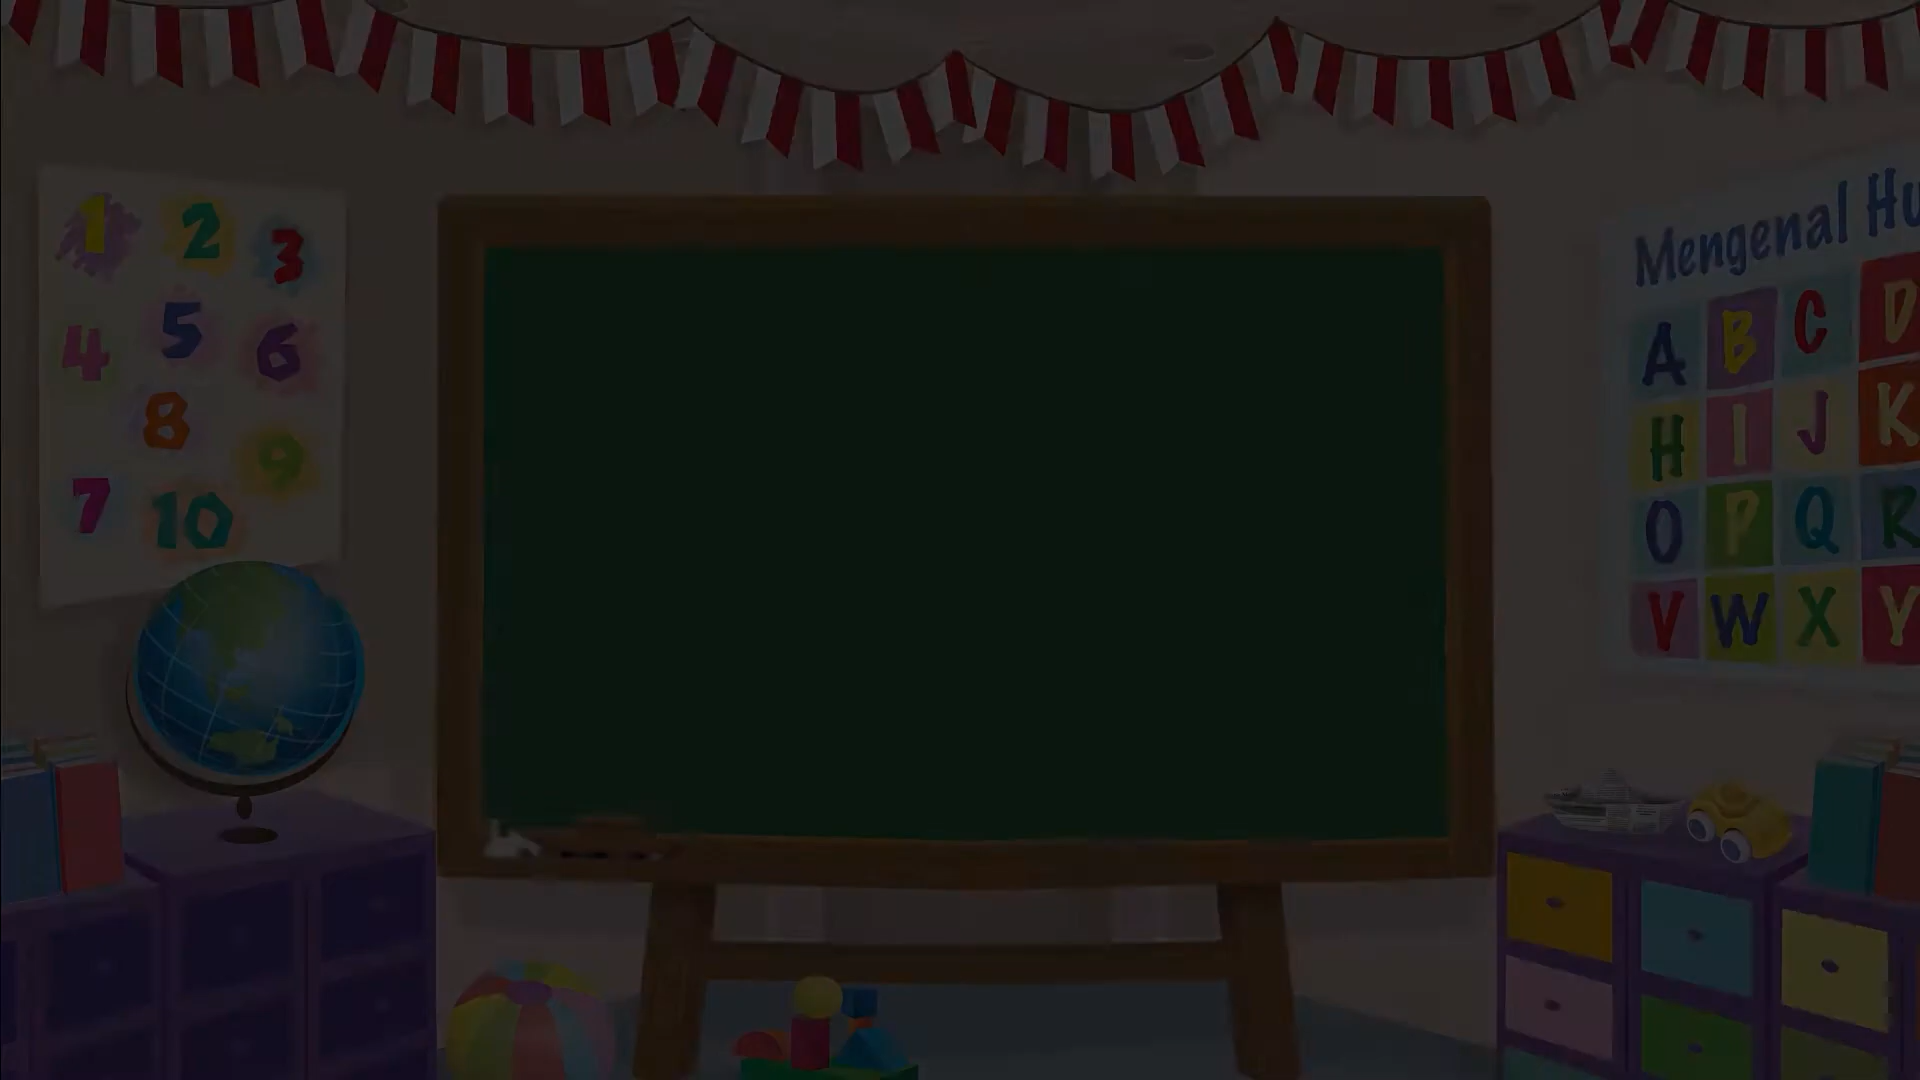 1 2 3
4 5 6
8 9
7 10
Mengenal Hu
A B C D
H I J K
O P Q R
V W X Y